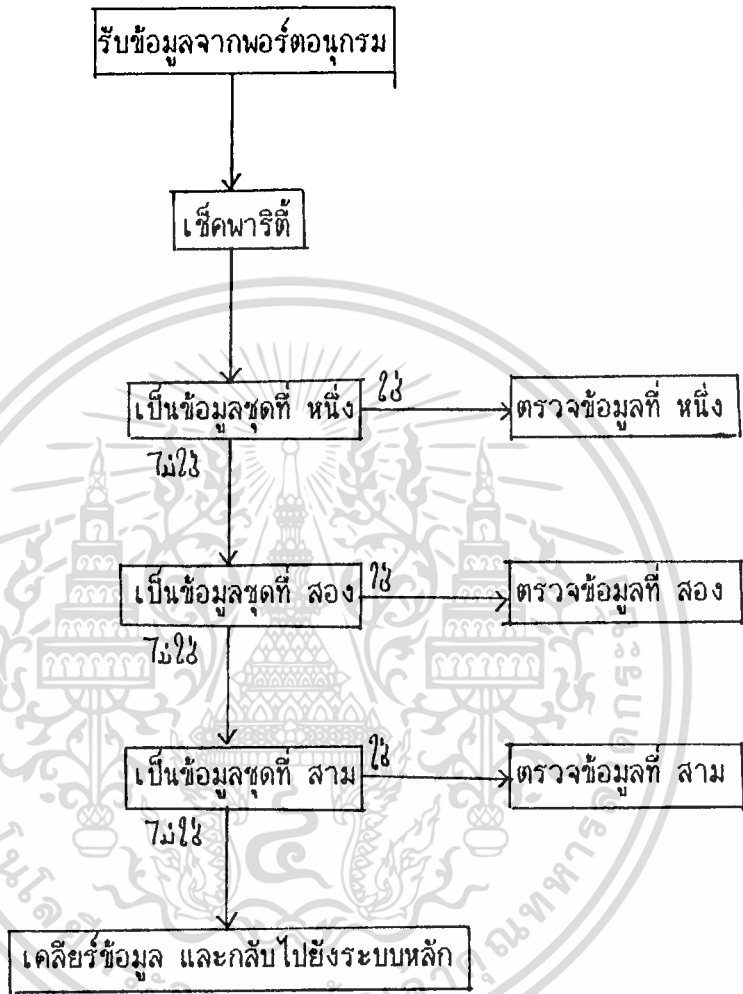 รับข้อมูลจากพอร์ตอนุกรม
เช็คพาริตี้
เป็นข้อมูลชุดที่ หนึ่ง
ใช่
ตรวจข้อมูลที่ หนึ่ง
ไม่ใช่
เป็นข้อมูลชุดที่ สอง
ใช่
ตรวจข้อมูลที่ สอง
ไม่ใช่
เป็นข้อมูลชุดที่ สาม
ใช่
ตรวจข้อมูลที่ สาม
ไม่ใช่
เคลียร์ข้อมูล และกลับไปยังระบบหลัก